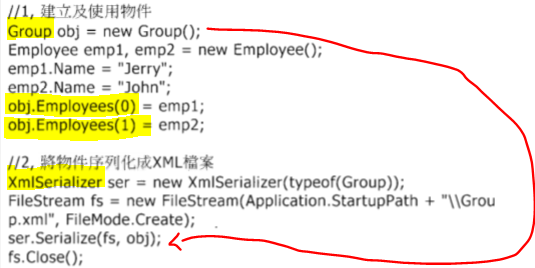 //1, 建立及使用物件
Group obj = new Group();
Employee emp1, emp2 = new Employee();
emp1.Name = "Jerry";
emp2.Name = "John";
obj.Employees(0) = emp1;
obj.Employees(1) = emp2;
//2, 將物件序列化成XML檔案
XmlSerializer ser = new XmlSerializer(typeof(Group));
FileStream fs = new FileStream(Application.StartupPath + "\\Grou
p.xml", FileMode.Create);
ser.Serialize(fs, obj);
fs.Close();